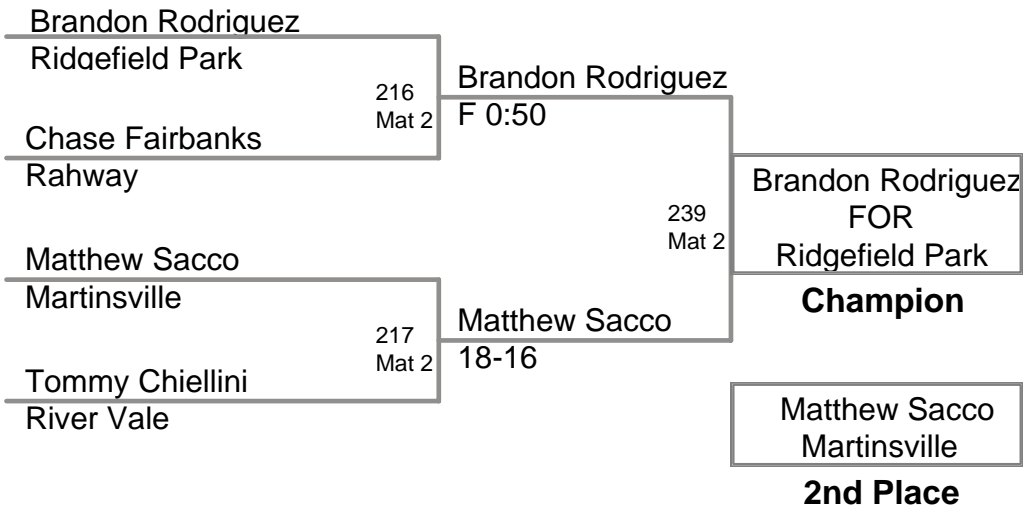 Brandon Rodriguez
Ridgefield Park
216
Mat 2
Chase Fairbanks
Rahway
Brandon Rodriguez
F 0:50
Matthew Sacco
Martinsville
217
Mat 2
Tommy Chiellini
River Vale
Matthew Sacco
18-16
239
Mat 2
Brandon Rodriguez
FOR
Ridgefield Park
Champion
Matthew Sacco
Martinsville
2nd Place